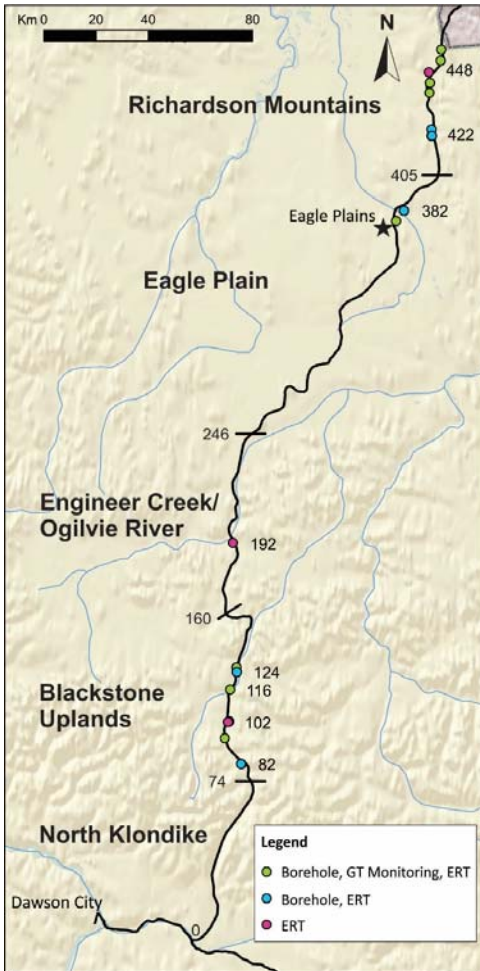 Km 0 40 80
N
448
Richardson Mountains
422
405
382
Eagle Plains
Eagle Plain
246
Engineer Creek/
Ogilvie River
192
160
124
116
Blackstone
Uplands
102
82
74
North Klondike
Legend
Borehole, GT Monitoring, ERT
Borehole, ERT
ERT
Dawson City
0